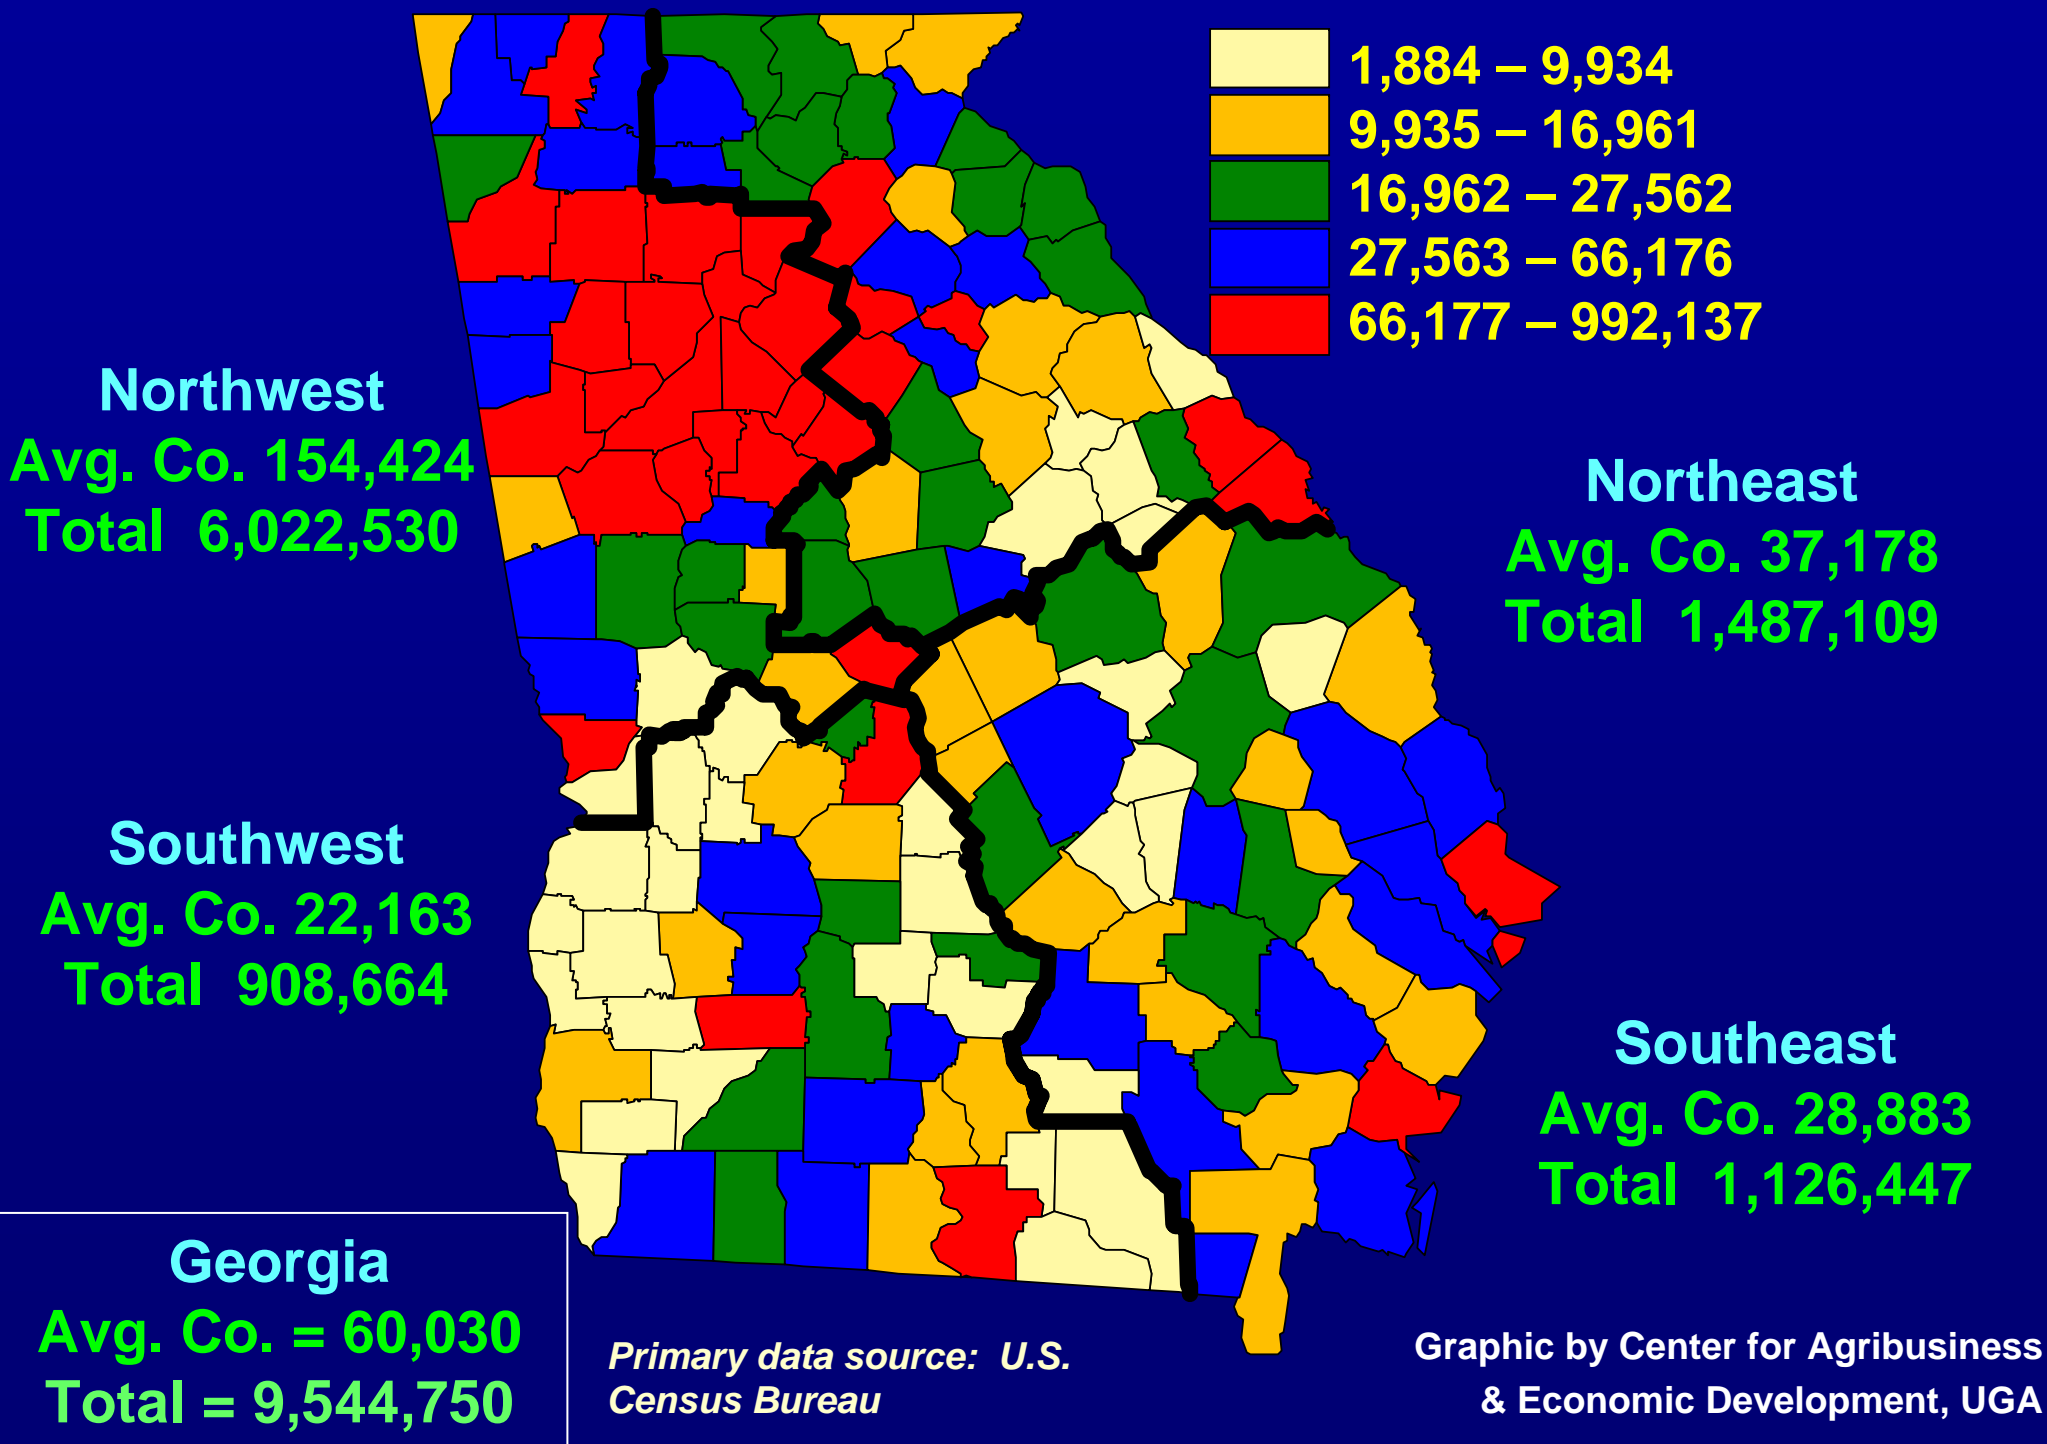 1,884 – 9,934
9,935 – 16,961
16,962 – 27,562
27,563 – 66,176
66,177 – 992,137
Northwest
Avg. Co. 154,424
Total 6,022,530
Northeast
Avg. Co. 37,178
Total 1,487,109
Southwest
Avg. Co. 22,163
Total 908,664
Southeast
Avg. Co. 28,883
Total 1,126,447
Georgia
Avg. Co. = 60,030
Total = 9,544,750
Primary data source: U.S.
Census Bureau
Graphic by Center for Agribusiness
& Economic Development, UGA